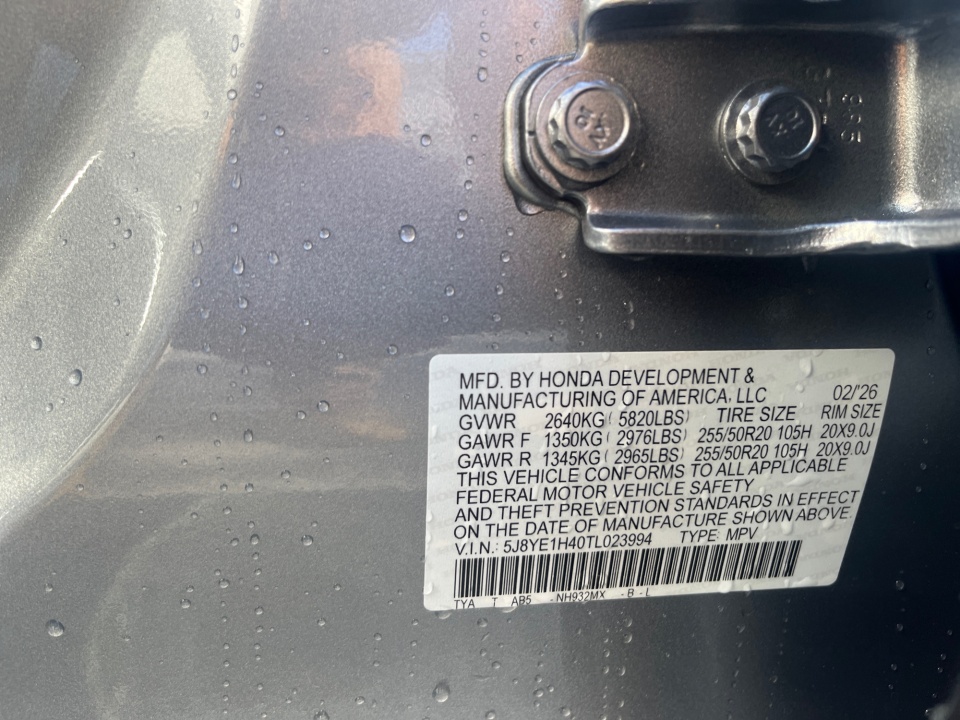 MFD. BY HONDA DEVELOPMENT &
MANUFACTURING OF AMERICA, LLC 02/'26
GVWR 2640KG ( 5820LBS) TIRE SIZE RIM SIZE
GAWR F 1350KG ( 2976LBS) 255/50R20 105H 20X9.0J
GAWR R 1345KG ( 2965LBS) 255/50R20 105H 20X9.0J
THIS VEHICLE CONFORMS TO ALL APPLICABLE
FEDERAL MOTOR VEHICLE SAFETY
AND THEFT PREVENTION STANDARDS IN EFFECT
ON THE DATE OF MANUFACTURE SHOWN ABOVE.
V.I.N.: 5J8YE1H40TL023994 TYPE: MPV
TYA T AB5 -NH932MX -B-L